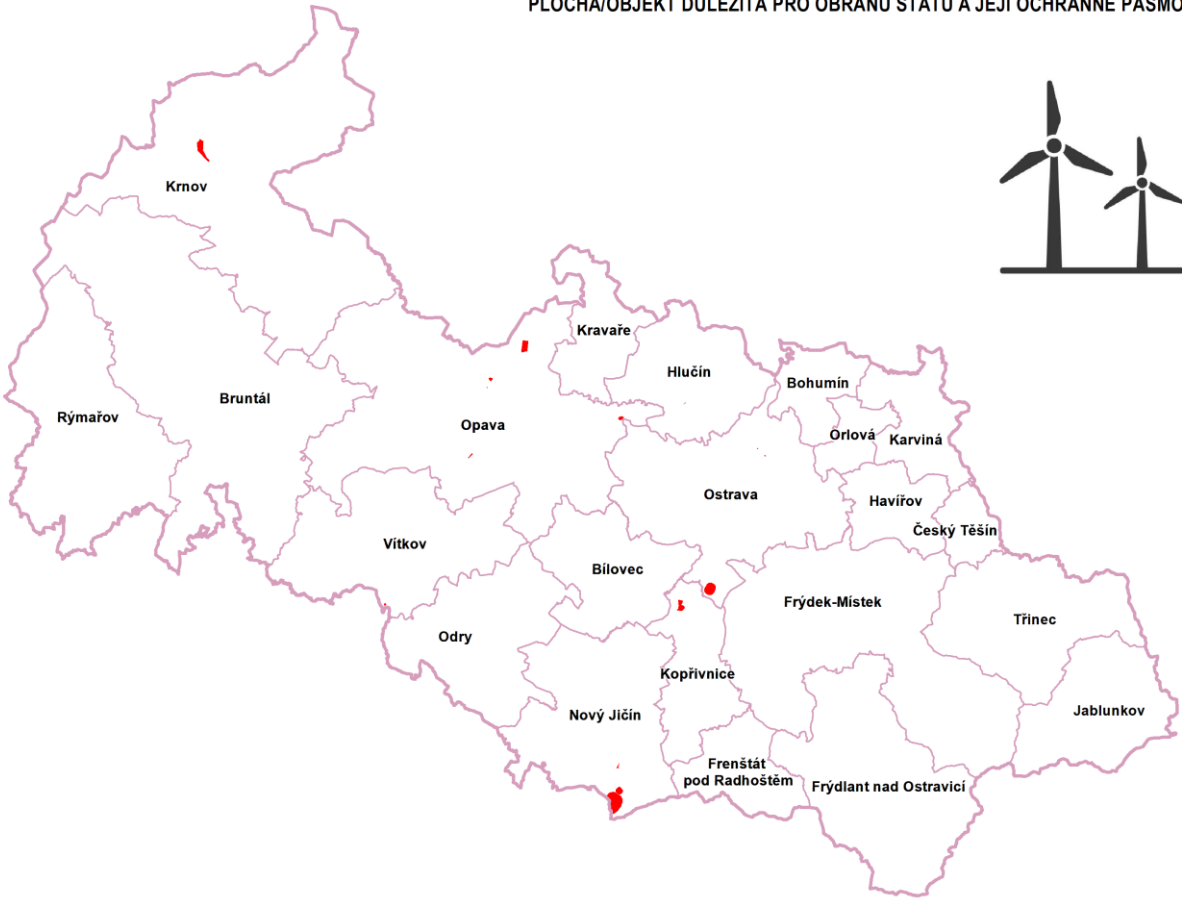 PLOCHA/OBJEKT DŮLEŽITÁ PRO OBRANU STÁTU A JEJÍ OCHRANNÉ PÁSMO
Krnov
Kravaře
Hlučín
Bohumín
Rýmařov
Bruntál
Opava
Orlová
Karviná
Ostrava
Havířov
Český Těšín
Vítkov
Bílovec
Frýdek-Místek
Třinec
Odry
Kopřivnice
Nový Jičín
Jablunkov
Frenštát
pod Radhoštěm
Frýdlant nad Ostravicí